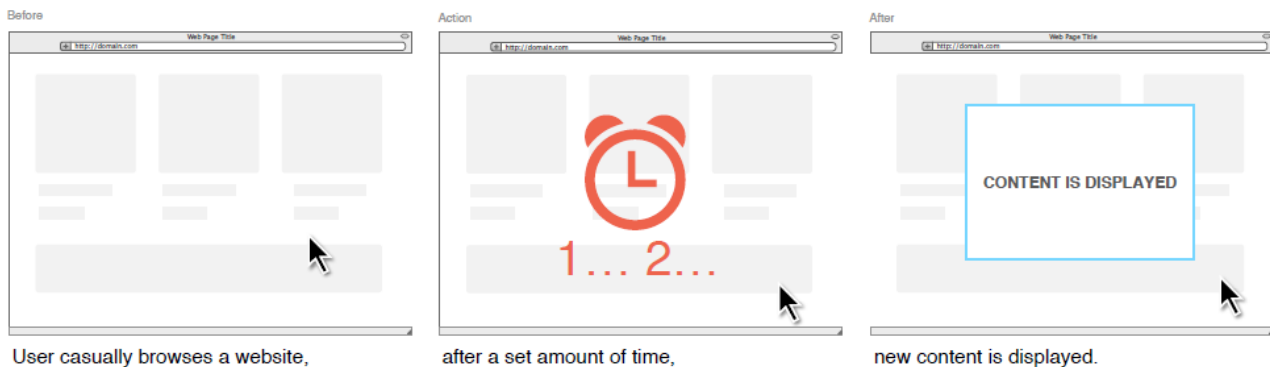 Before
Web Page Title
http://domain.com
User casually browses a website,
Action
Web Page Title
http://domain.com
1... 2...
after a set amount of time,
After
Web Page Title
http://domain.com
CONTENT IS DISPLAYED
new content is displayed.